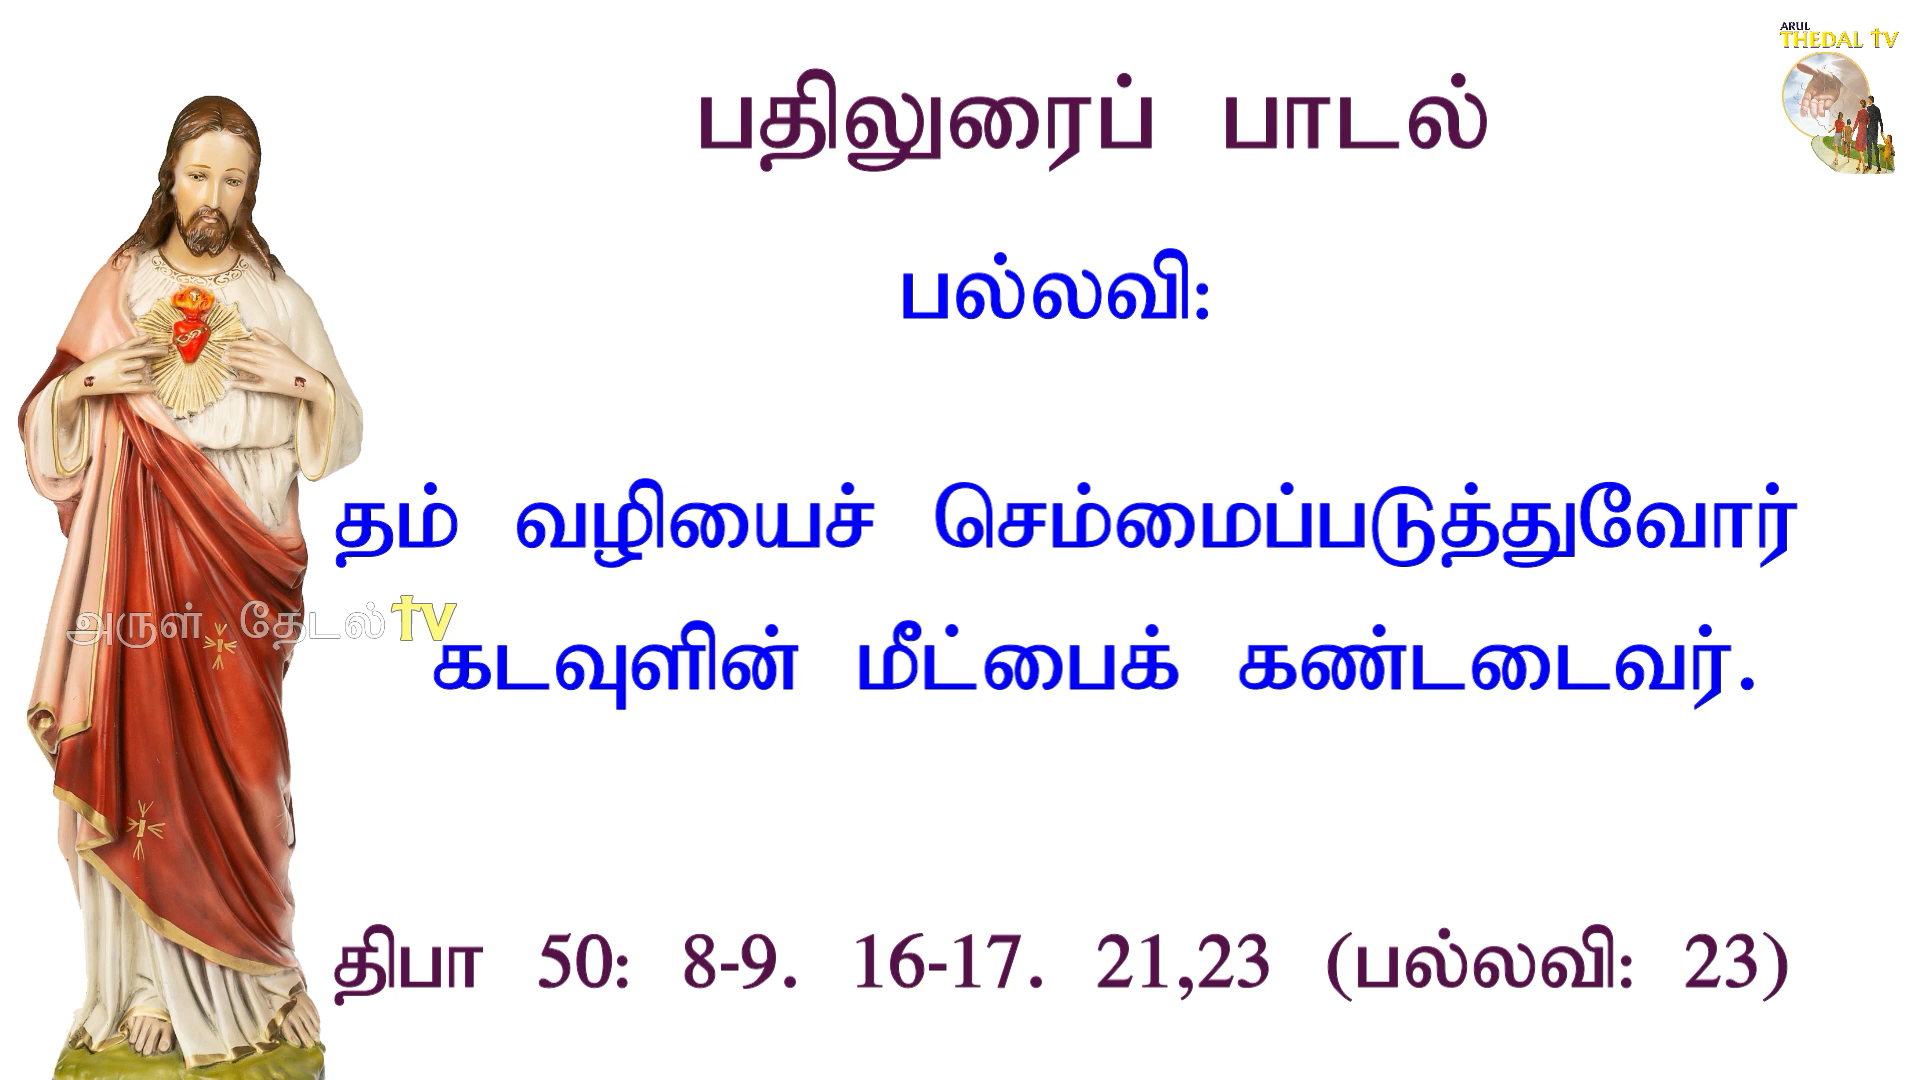 ARUL
THEDAL TV
பதிலுரைப் பாடல்
பல்லவி:
தம் வழியைச் செம்மைப்படுத்துவோர்
அருள் தேடல் TV
கடவுளின் மீட்பைக் கண்டடைவர்.
திபா 50: 8-9. 16-17. 21,23 (பல்லவி: 23)